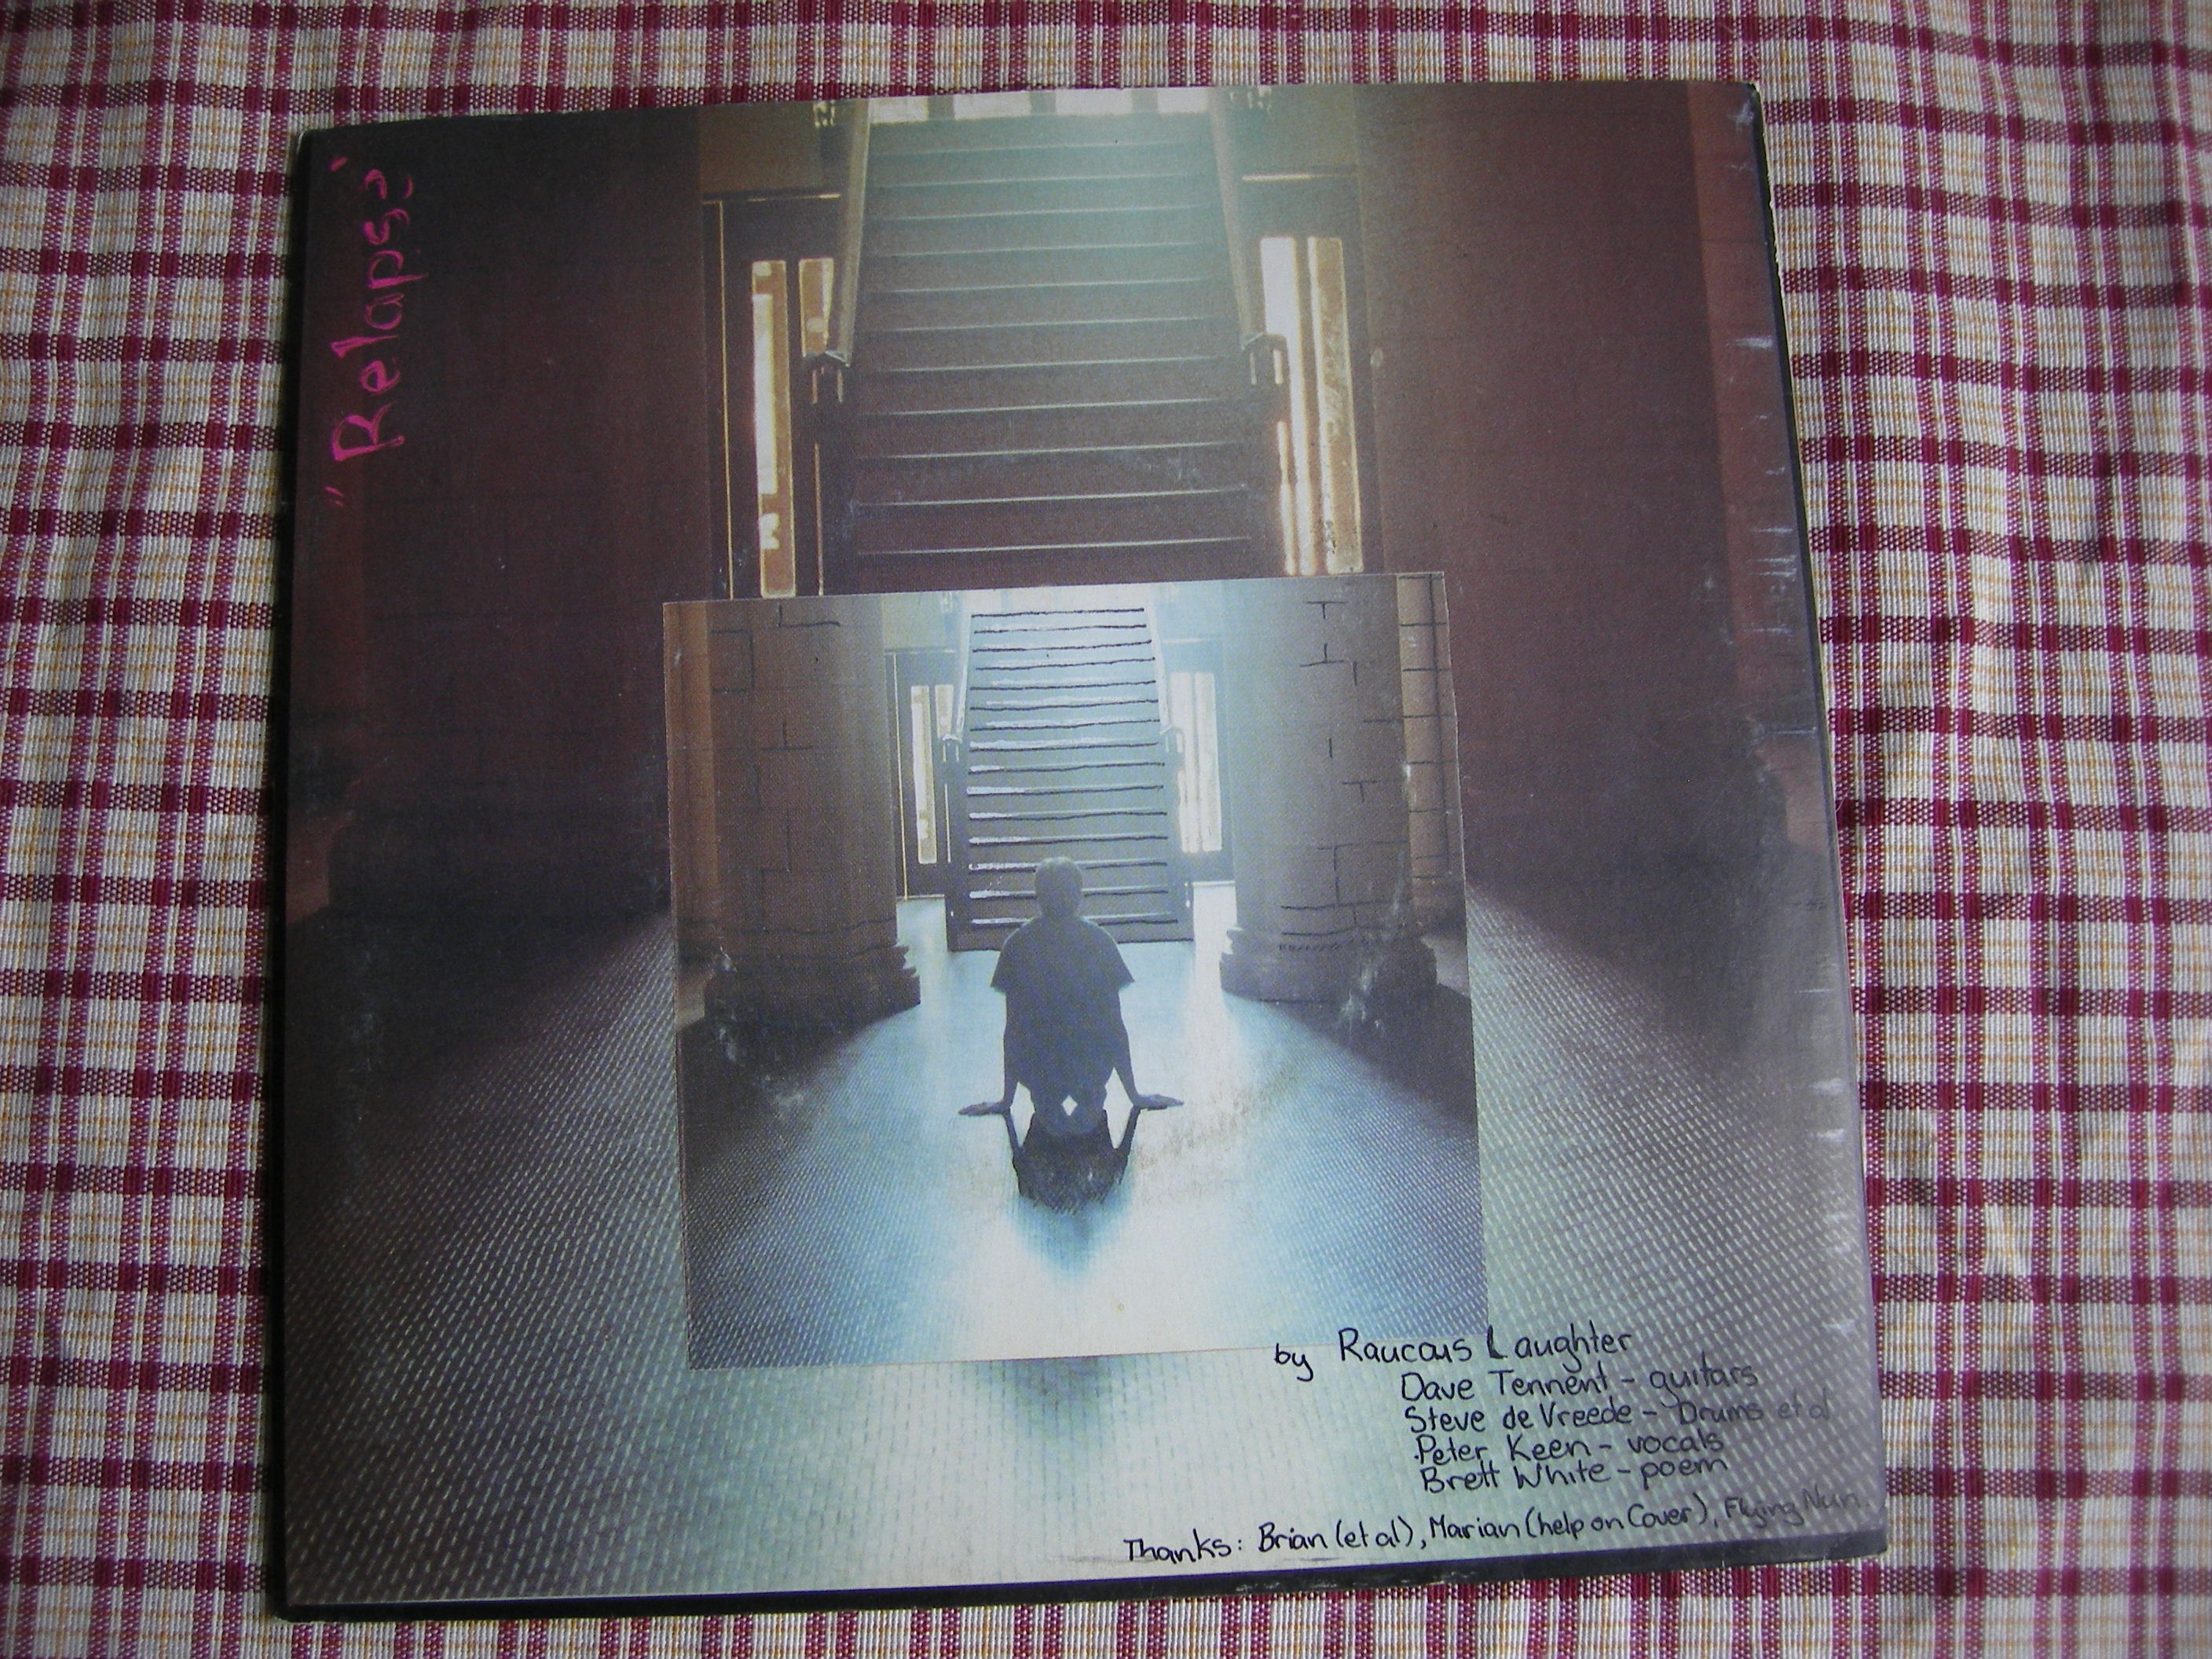 "Relapse"
by Raucous Laughter
Dave Tennent - guitars
Steve de Vreede - Drums et al
Peter Keen - vocals
Brett White - poem
Thanks: Brian (et al), Marian (help on Cover), Flying Nun.